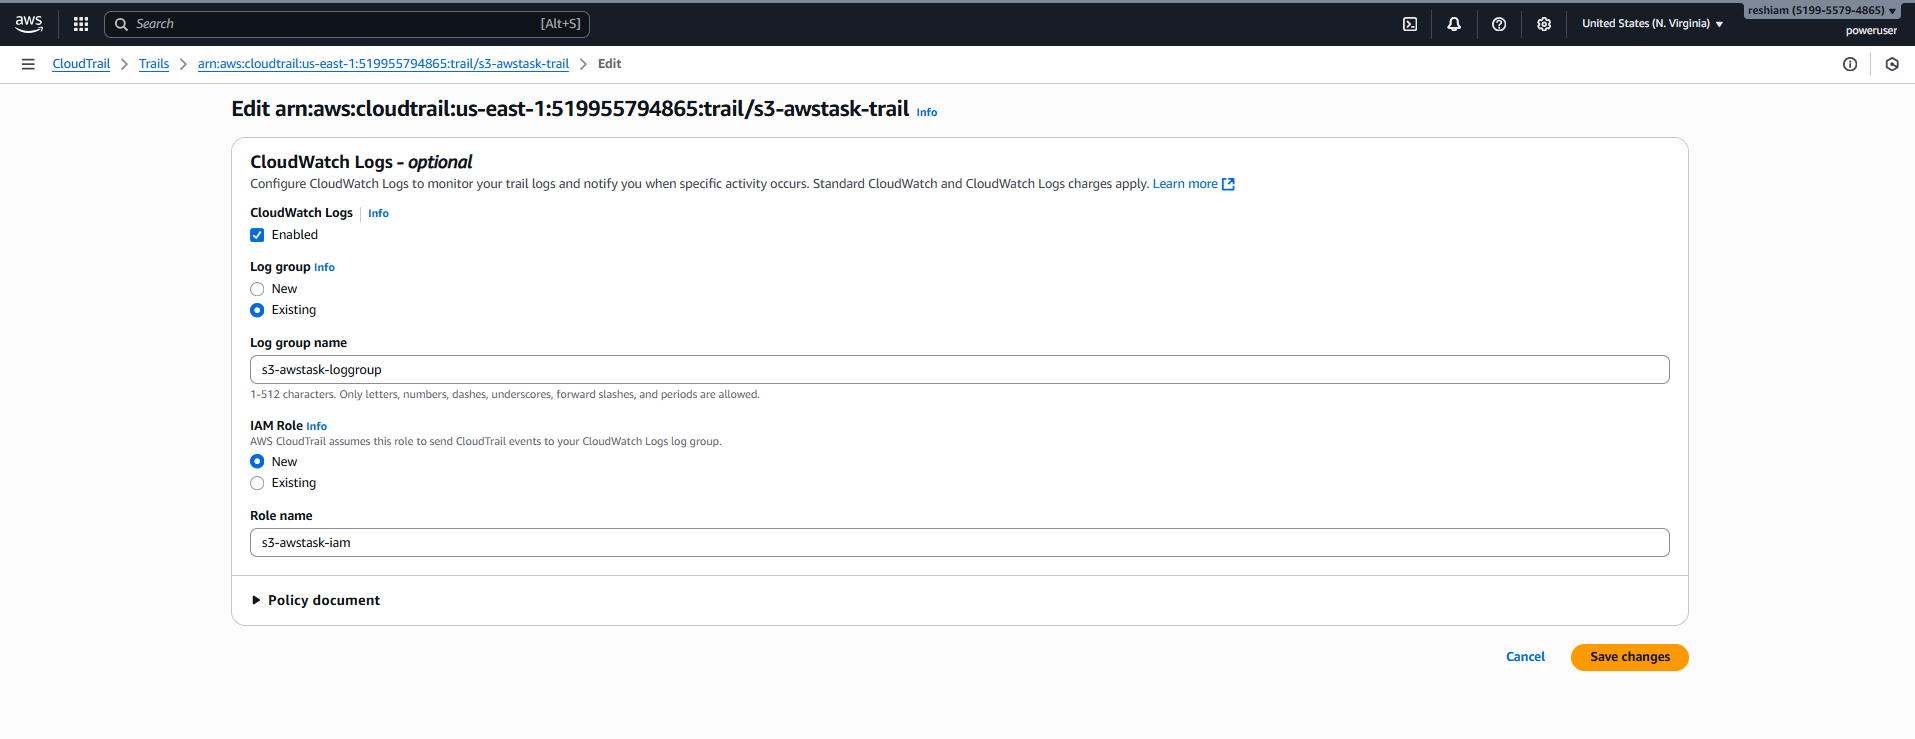 aws
Search [Alt+S]
United States (N. Virginia)
reshiam (5199-5579-4865)
poweruser
CloudTrail > Trails > arn:aws:cloudtrail:us-east-1:519955794865:trail/s3-awstask-trail > Edit
Edit arn:aws:cloudtrail:us-east-1:519955794865:trail/s3-awstask-trail Info
CloudWatch Logs - optional
Configure CloudWatch Logs to monitor your trail logs and notify you when specific activity occurs. Standard CloudWatch and CloudWatch Logs charges apply. Learn more
CloudWatch Logs | Info
Enabled
Log group Info
New
Existing
Log group name
s3-awstask-loggroup
1-512 characters. Only letters, numbers, dashes, underscores, forward slashes, and periods are allowed.
IAM Role Info
AWS CloudTrail assumes this role to send CloudTrail events to your CloudWatch Logs log group.
New
Existing
Role name
s3-awstask-iam
Policy document
Cancel
Save changes